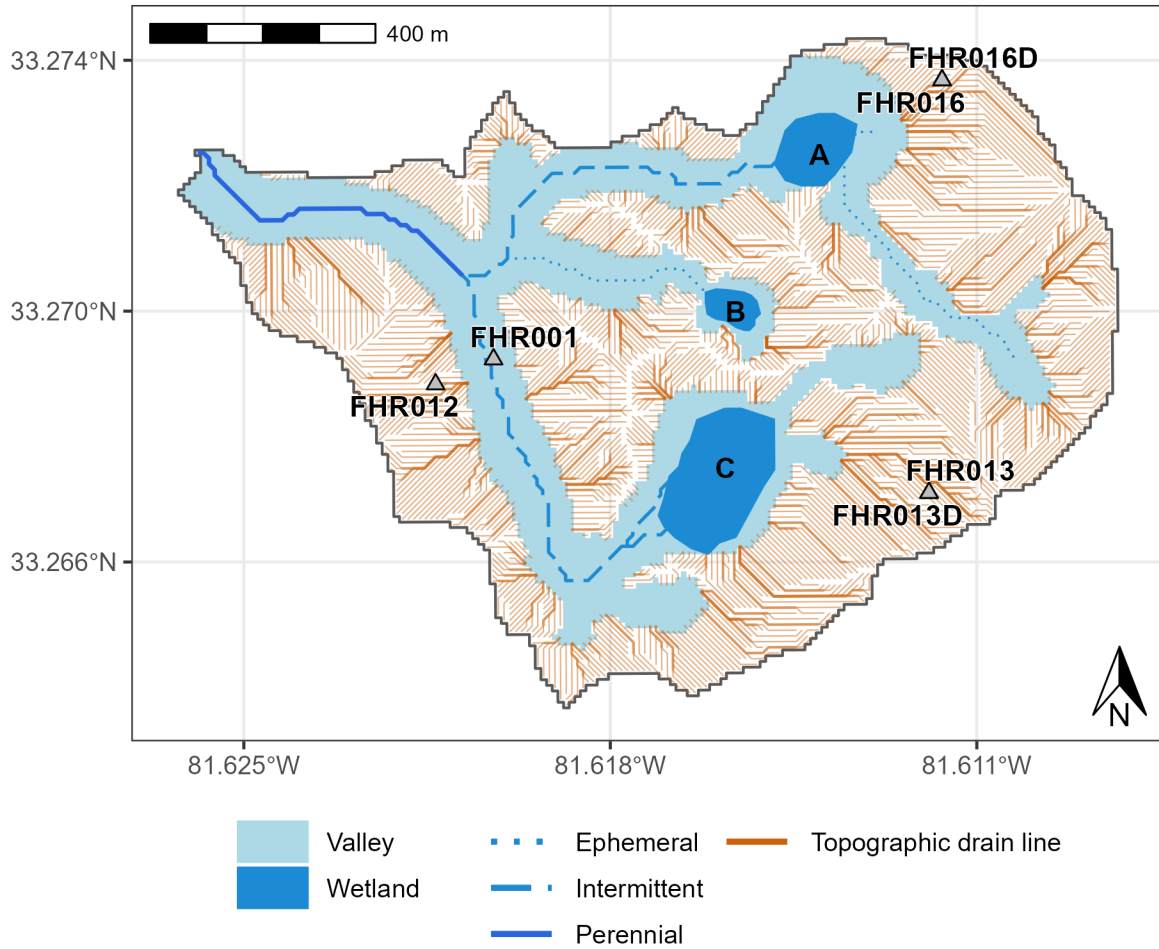 400 m
33.274°N
FHR016D
FHR016
A
33.270°N
B
FHR001
FHR012
C
FHR013
FHR013D
33.266°N
N
81.625°W
81.618°W
81.611°W
Valley
Ephemeral
Topographic drain line
Wetland
Intermittent
Perennial